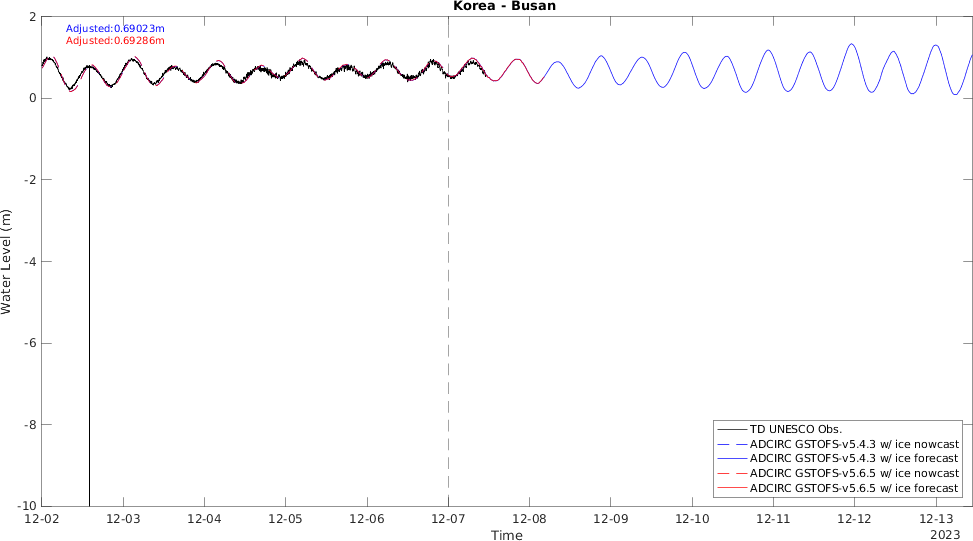 Korea - Busan
Adjusted:0.69023m
Adjusted:0.69286m
2
0
-2
-4
-6
-8
-10
Water Level (m)
12-02 12-03 12-04 12-05 12-06 12-07 12-08 12-09 12-10 12-11 12-12 12-13
2023
Time
TD UNESCO Obs.
ADCIRC GSTOFS-v5.4.3 w/ ice nowcast
ADCIRC GSTOFS-v5.4.3 w/ ice forecast
ADCIRC GSTOFS-v5.6.5 w/ ice nowcast
ADCIRC GSTOFS-v5.6.5 w/ ice forecast